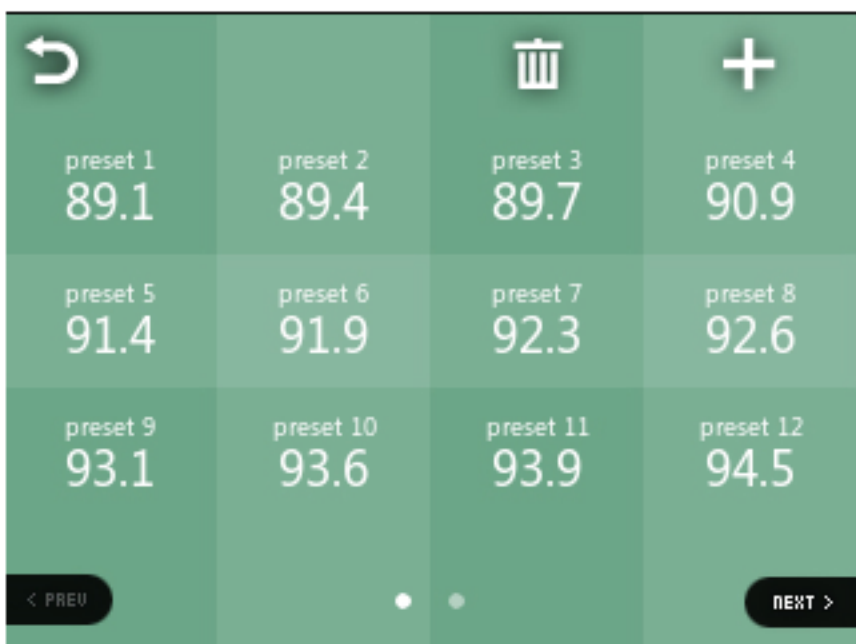 preset 1 preset 2 preset 3 preset 4
89.1 89.4 89.7 90.9
preset 5 preset 6 preset 7 preset 8
91.4 91.9 92.3 92.6
preset 9 preset 10 preset 11 preset 12
93.1 93.6 93.9 94.5
< PREV NEXT >